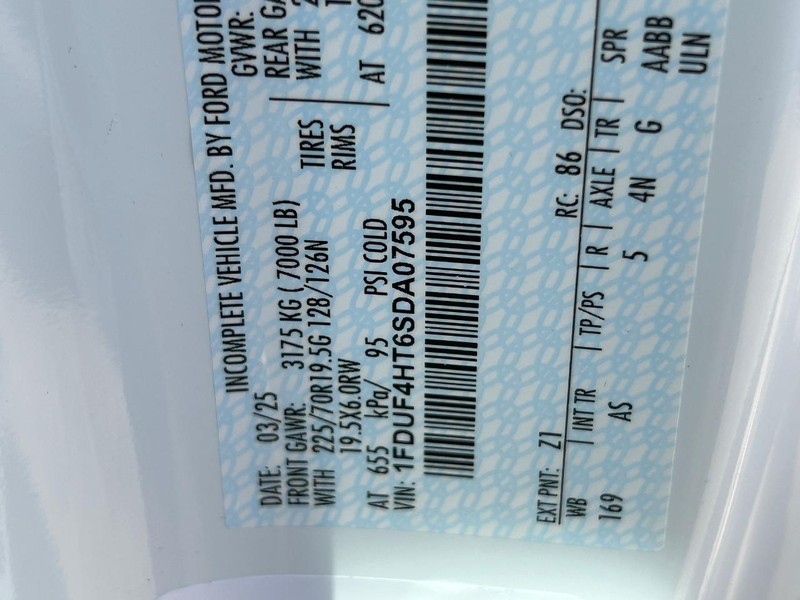 INCOMPLETE VEHICLE MFD. BY FORD MOTOR
DATE: 03/25 GVWR:
FRONT GAWR: 3175 KG ( 7000 LB) REAR GA
WITH 225/70R19.5G 128/126N TIRES WITH 2
19.5X6.0RW RIMS
AT 655 kPa/ 95 PSI COLD AT 620
VIN: 1FDUF4HT6SDA07595
EXT PNT: Z1 RC: 86 DSO:
WB INT TR TP/PS R AXLE TR SPR
169 AS 5 4N G AABB
ULN